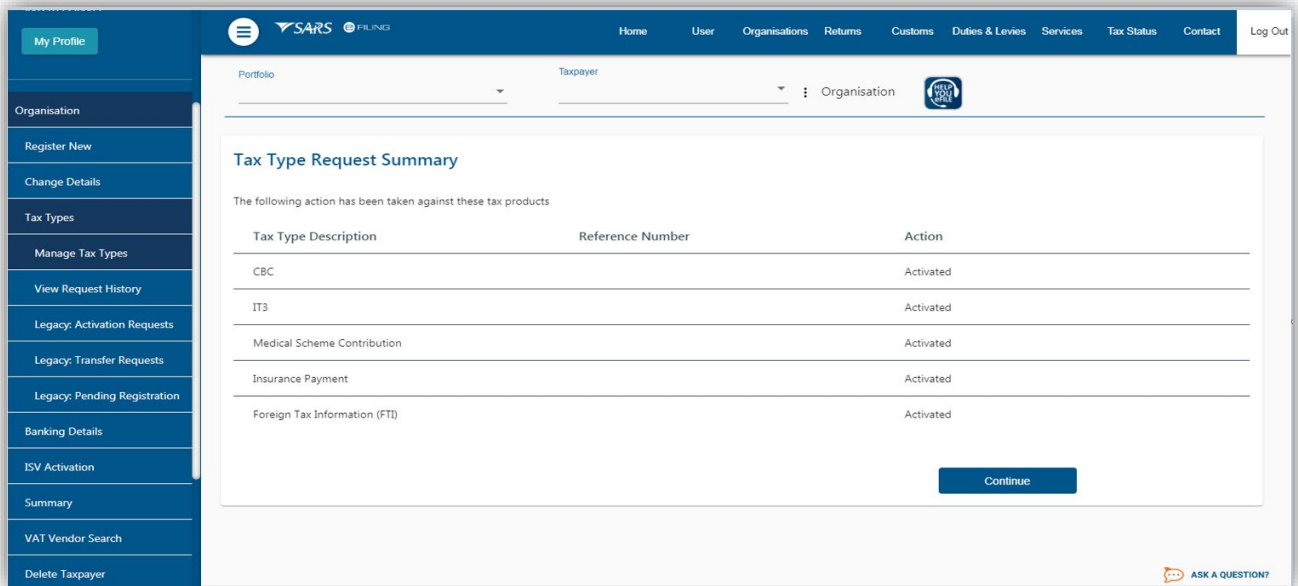 My Profile
SARS eFILING
Home User Organisations Returns Customs Duties & Levies Services Tax Status Contact Log Out
Portfolio
Taxpayer
Organisation
HELP YOU eFILE
Organisation
Register New
Change Details
Tax Types
Manage Tax Types
View Request History
Legacy: Activation Requests
Legacy: Transfer Requests
Legacy: Pending Registration
Banking Details
ISV Activation
Summary
VAT Vendor Search
Delete Taxpayer
Tax Type Request Summary
The following action has been taken against these tax products
Tax Type Description Reference Number Action
CBC Activated
IT3 Activated
Medical Scheme Contribution Activated
Insurance Payment Activated
Foreign Tax Information (FTI) Activated
Continue
ASK A QUESTION?